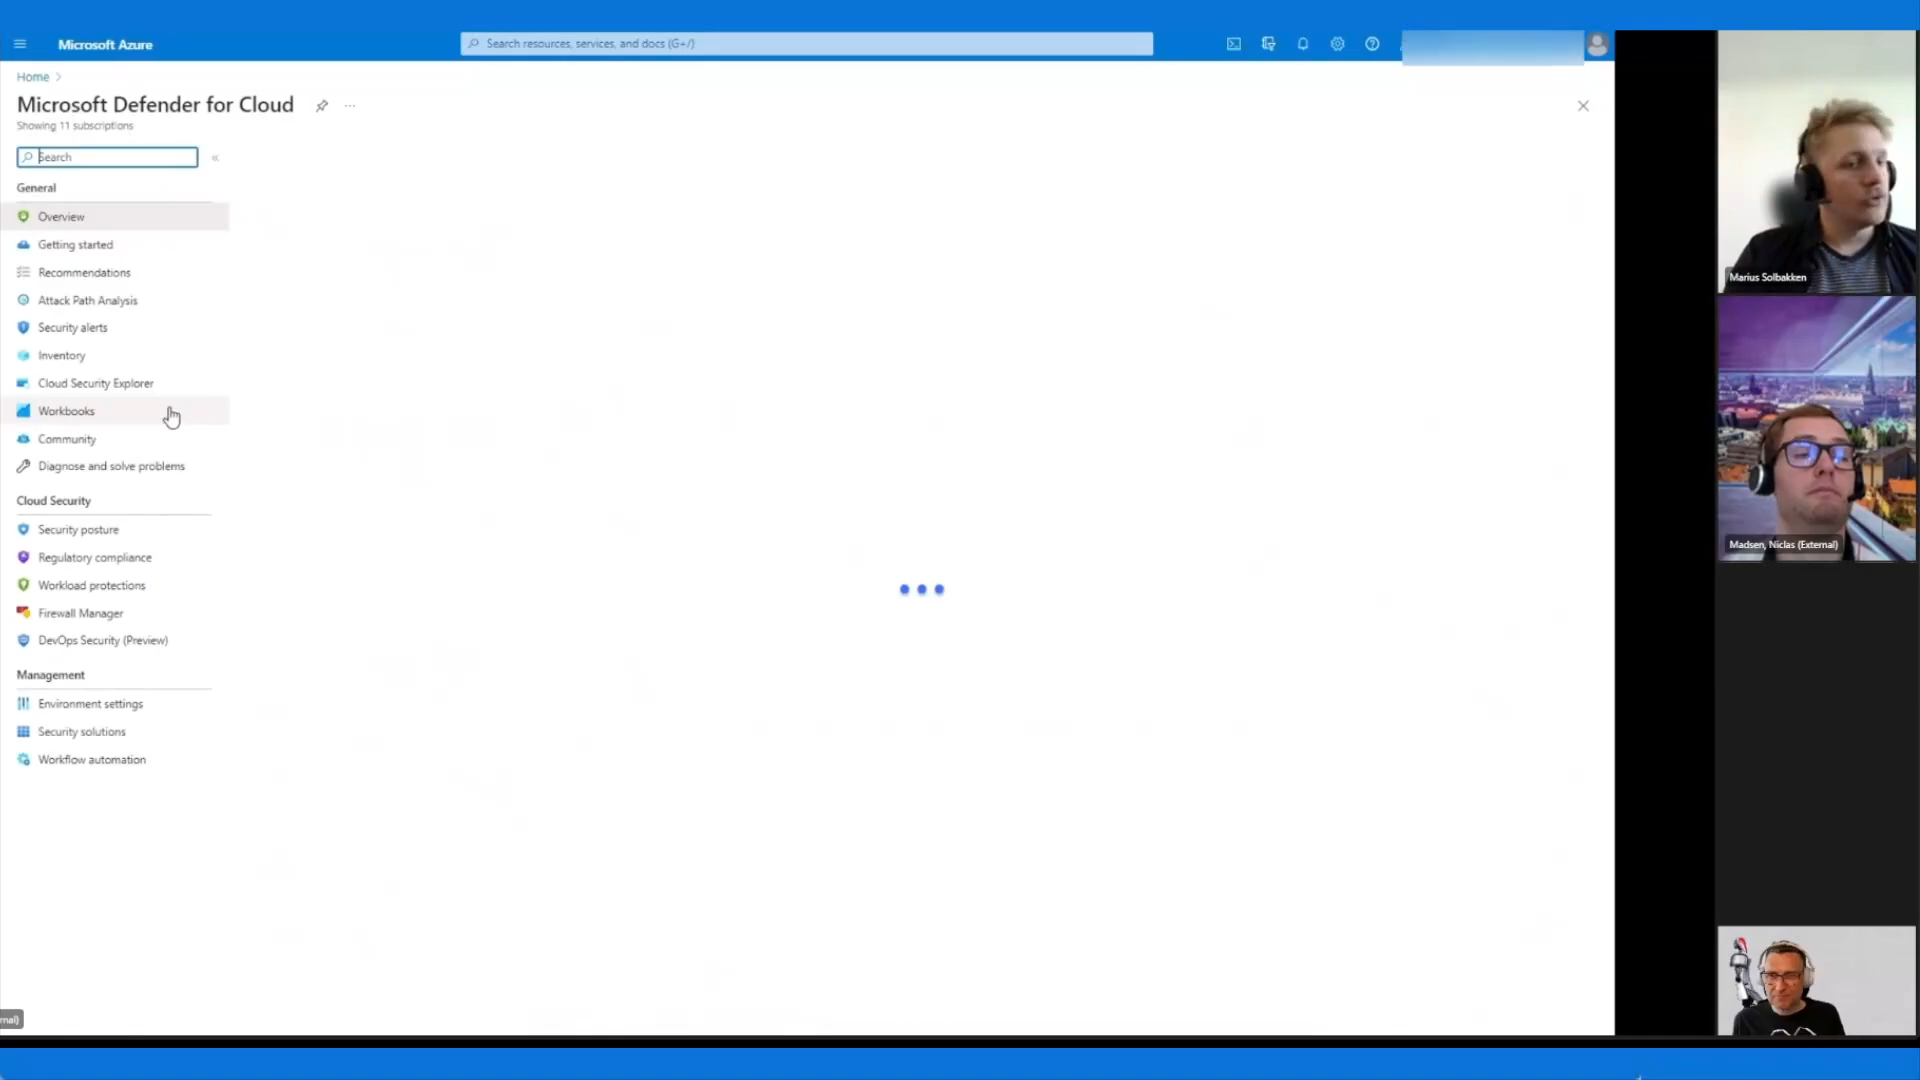 Microsoft Azure
Search resources, services, and docs (G+/)
Home
Microsoft Defender for Cloud
Showing 11 subscriptions
Search
General
Overview
Getting started
Recommendations
Attack Path Analysis
Security alerts
Inventory
Cloud Security Explorer
Workbooks
Community
Diagnose and solve problems
Cloud Security
Security posture
Regulatory compliance
Workload protections
Firewall Manager
DevOps Security (Preview)
Management
Environment settings
Security solutions
Workflow automation
Marius Solbakken
Madsen, Niclas (External)
rnal)